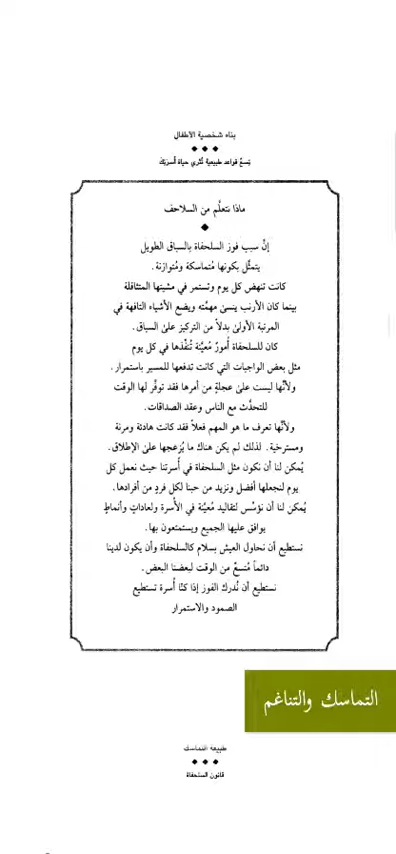 بناء شخصية الأطفال
تسعُ قواعد طبيعية تُثري حياة أسرَتِك
ماذا نتعلَّم من السلاحف
إنَّ سبب فوز السلحفاة بالسباق الطويل
يتمثَّل بكونها مُتماسكة ومُتوازنة.
كانت تنهض كل يوم وتستمر في مشيتها المتثاقلة
بينما كان الأرنب ينسى مهمَّته ويضع الأشياء التافهة في
المرتبة الأولى بدلاً من التركيز على السباق.
كان للسلحفاة أُمورٌ مُعيَّنة تُنفِّذها في كل يوم
مثل بعض الواجبات التي كانت تدفعها للمسير باستمرار.
ولأنَّها ليست على عجلةٍ من أمرها فقد توفَّر لها الوقت
للتحدُّث مع الناس وعقد الصداقات.
ولأنَّها تعرف ما هو المهم فعلاً فقد كانت هادئة ومرنة
ومسترخية. لذلك لم يكن هناك ما يُزعجها على الإطلاق.
يُمكن لنا أن نكون مثل السلحفاة في أُسرتنا حيث نعمل كل
يوم لنجعلها أفضل ونزيد من حبنا لكل فردٍ من أفرادها.
يُمكن لنا أن نؤسِّس لتقاليد مُعيَّنة في الأسرة ولعاداتٍ وأنماطٍ
يوافق عليها الجميع ويستمتعون بها.
نستطيع أن نحاول العيش بسلام كالسلحفاة وأن يكون لدينا
دائماً مُتسعٌ من الوقت لبعضنا البعض.
نستطيع أن نُدرك الفوز إذا كنَّا أُسرة تستطيع
الصمود والاستمرار
التماسك والتناغم
طبيعة التماسك
قانون السلحفاة